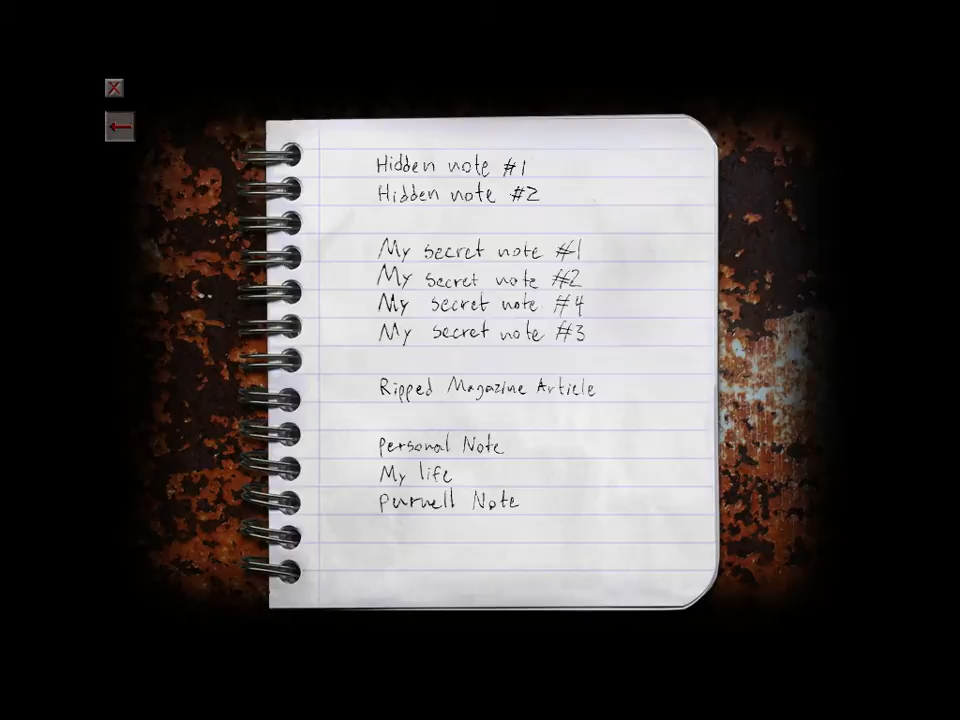 Hidden note #1
Hidden note #2
My secret note #1
My secret note #2
My secret note #4
My secret note #3
Ripped Magazine Article
Personal Note
My life
Purnell Note